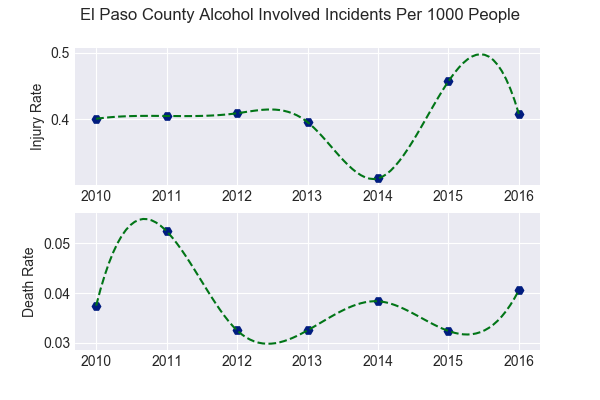 El Paso County Alcohol Involved Incidents Per 1000 People
0.5
0.4
Injury Rate
2010 2011 2012 2013 2014 2015 2016
0.05
0.04
0.03
Death Rate
2010 2011 2012 2013 2014 2015 2016